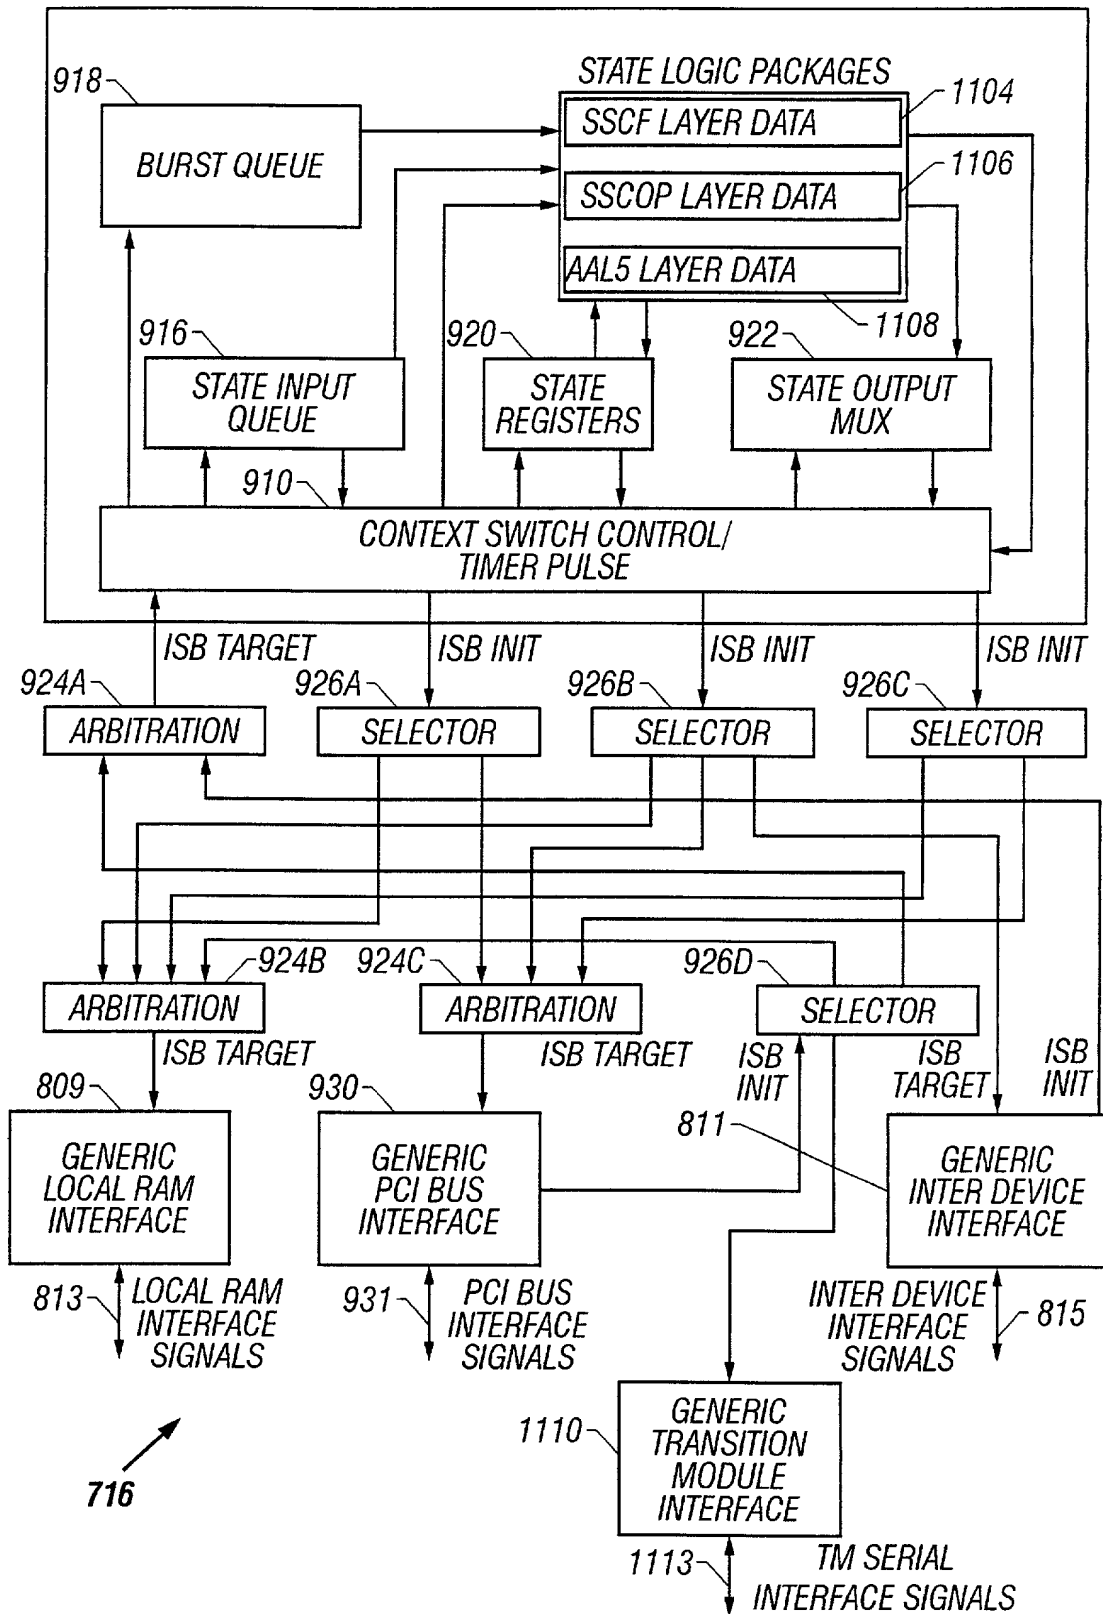 STATE LOGIC PACKAGES
918
1104
SSCF LAYER DATA
BURST QUEUE
1106
SSCOP LAYER DATA
AAL5 LAYER DATA
1108
916
920
922
STATE INPUT
QUEUE
STATE
REGISTERS
STATE OUTPUT
MUX
910
CONTEXT SWITCH CONTROL/
TIMER PULSE
ISB TARGET
ISB INIT
ISB INIT
ISB INIT
924A
926A
926B
926C
ARBITRATION
SELECTOR
SELECTOR
SELECTOR
924B
924C
926D
ARBITRATION
ARBITRATION
SELECTOR
ISB TARGET
ISB TARGET
ISB
INIT
ISB
TARGET
ISB
INIT
809
930
811
GENERIC
LOCAL RAM
INTERFACE
GENERIC
PCI BUS
INTERFACE
GENERIC
INTER DEVICE
INTERFACE
813
LOCAL RAM
INTERFACE
SIGNALS
931
PCI BUS
INTERFACE
SIGNALS
INTER DEVICE
INTERFACE
SIGNALS
815
1110
GENERIC
TRANSITION
MODULE
INTERFACE
716
1113
TM SERIAL
INTERFACE SIGNALS